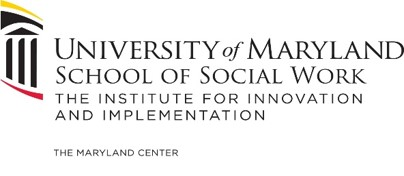 UNIVERSITY of MARYLAND
SCHOOL OF SOCIAL WORK
THE INSTITUTE FOR INNOVATION
AND IMPLEMENTATION
THE MARYLAND CENTER